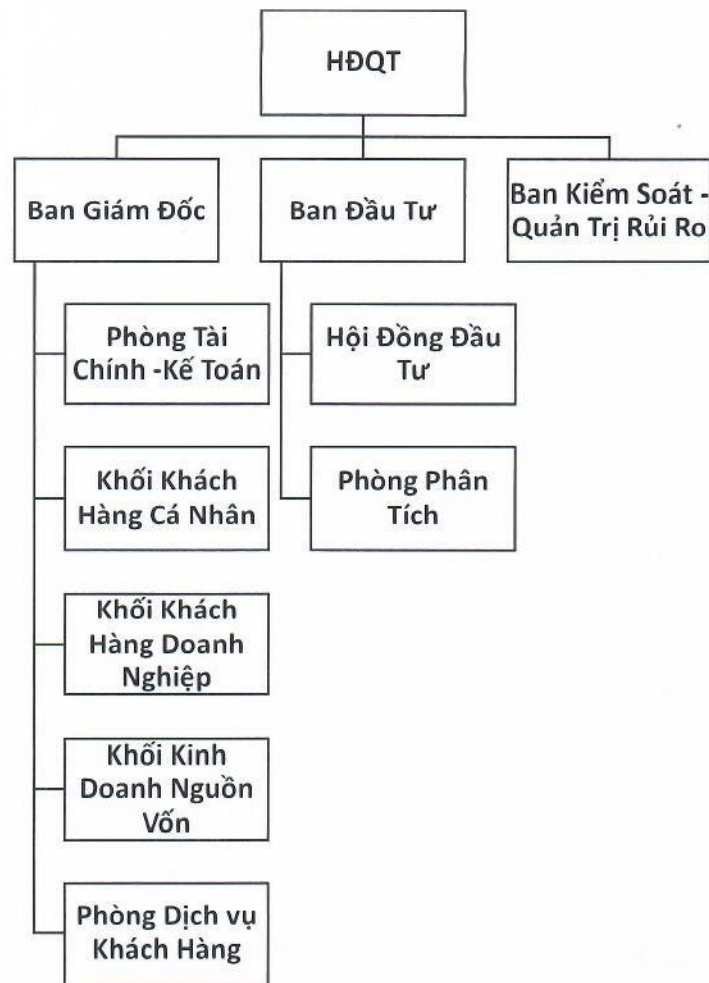 HĐQT
Ban Giám Đốc
Ban Đầu Tư
Ban Kiểm Soát -
Quản Trị Rủi Ro
Phòng Tài
Chính -Kế Toán
Hội Đồng Đầu
Tư
Khối Khách
Hàng Cá Nhân
Phòng Phân
Tích
Khối Khách
Hàng Doanh
Nghiệp
Khối Kinh
Doanh Nguồn
Vốn
Phòng Dịch vụ
Khách Hàng